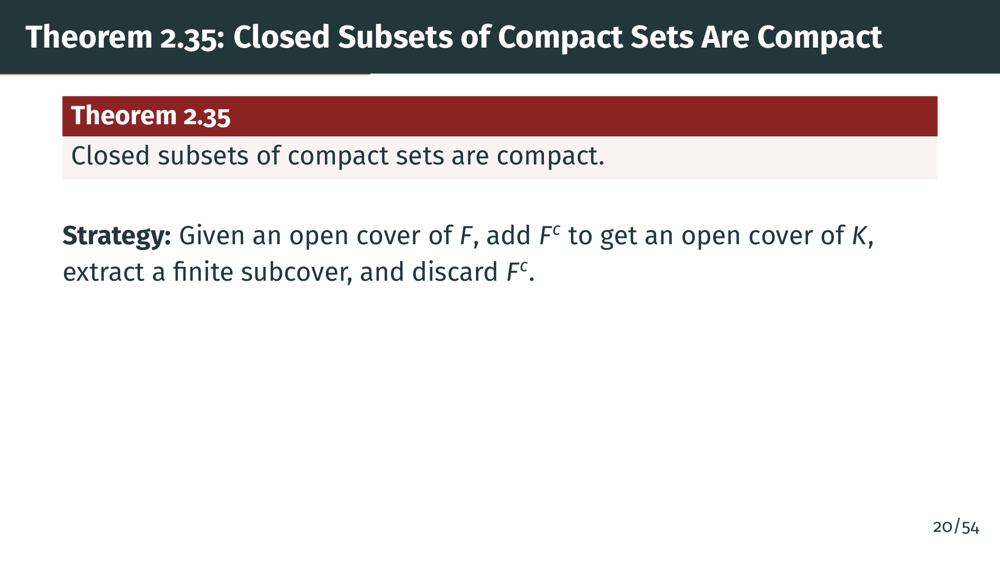 Theorem 2.35: Closed Subsets of Compact Sets Are Compact
Theorem 2.35
Closed subsets of compact sets are compact.
Strategy: Given an open cover of F, add Fᶜ to get an open cover of K,
extract a finite subcover, and discard Fᶜ.
20/54